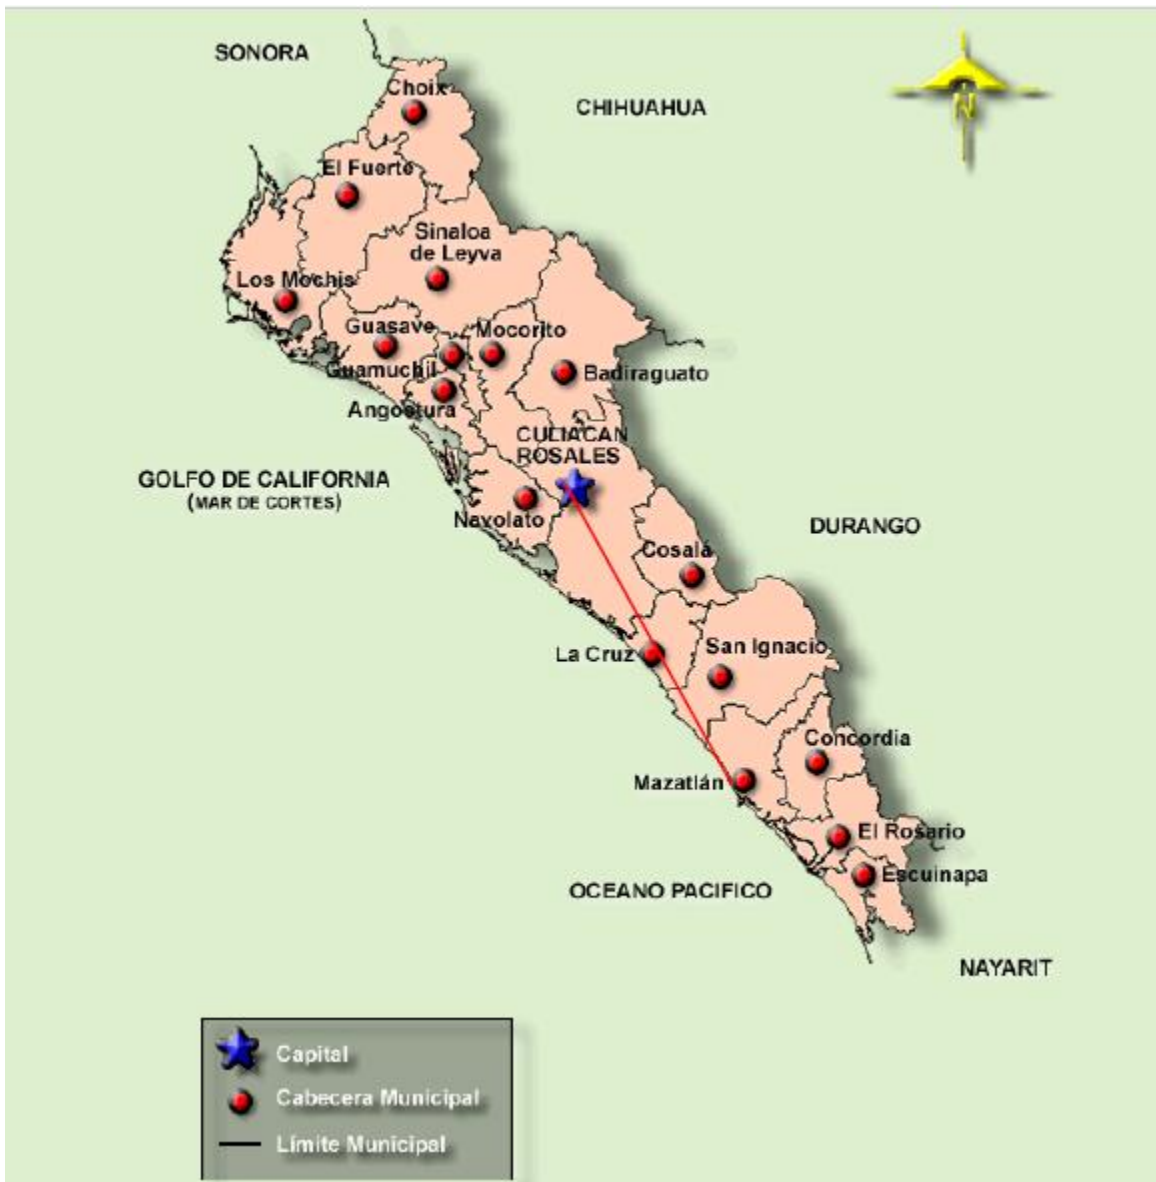 SONORA
Choix
CHIHUAHUA
N
El Fuerte
Sinaloa
de Leyva
Los Mochis
Guasave
Mocorito
Guamuchil
Badiraguato
Angostura
CULIACAN
ROSALES
GOLFO DE CALIFORNIA
(MAR DE CORTES)
Navolato
DURANGO
Cosalá
La Cruz
San Ignacio
Concordia
Mazatlán
El Rosario
Escuinapa
OCEANO PACIFICO
NAYARIT
Capital
Cabecera Municipal
Límite Municipal